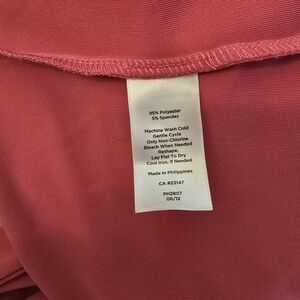 95% Polyester
5% Spandex
Machine Wash Cold
Gentle Cycle
Only Non-Chlorine
Bleach When Needed
Reshape,
Lay Flat To Dry
Cool Iron, If Needed
Made in Philippines
CA #23147
PH2807
06/12